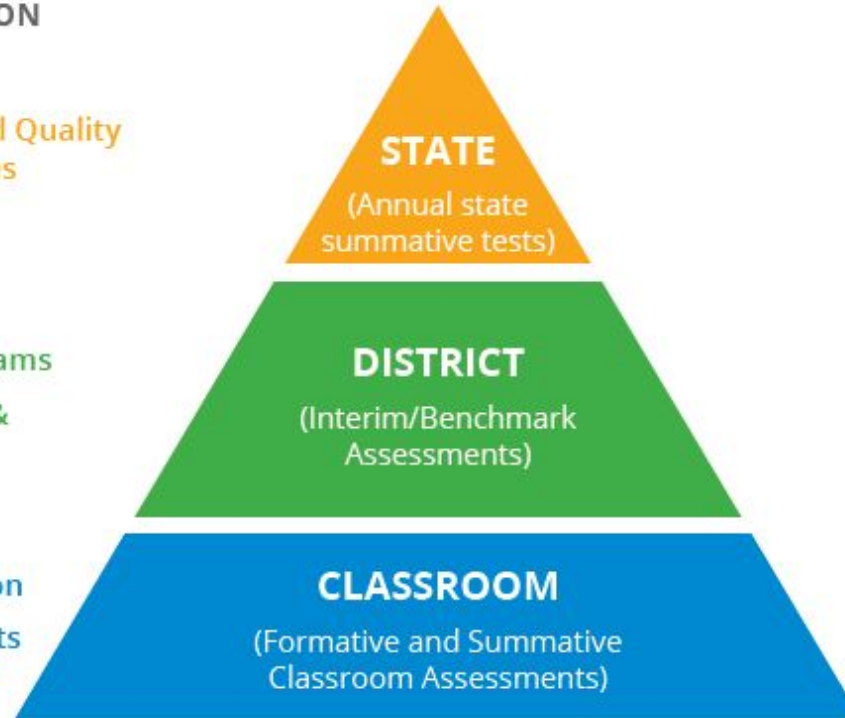 ON
l Quality
s
STATE
(Annual state
summative tests)
ams
&
DISTRICT
(Interim/Benchmark
Assessments)
on
ts
CLASSROOM
(Formative and Summative
Classroom Assessments)